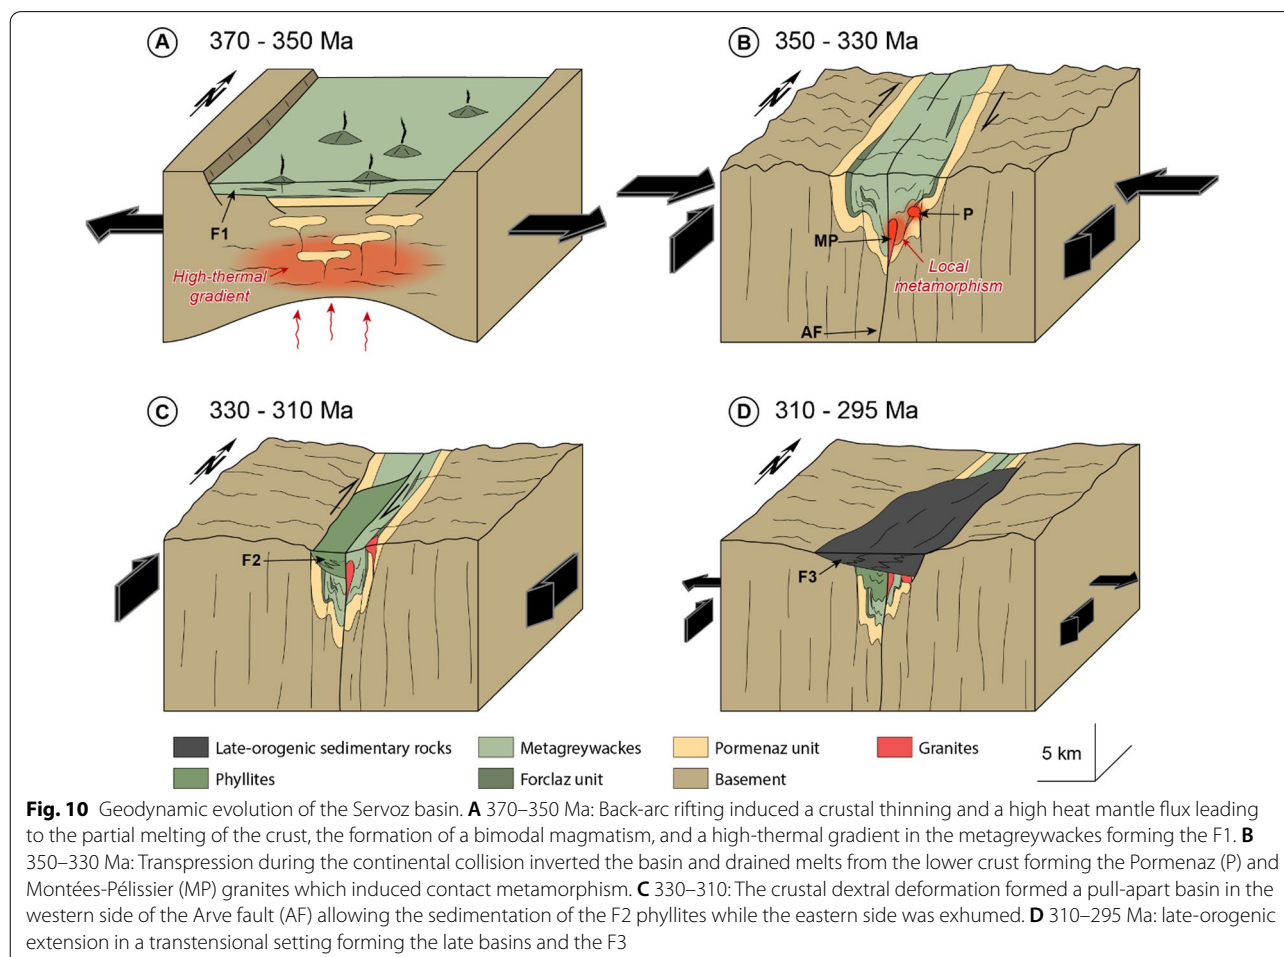 A 370 - 350 Ma
N
F1
High-thermal
gradient
B 350 - 330 Ma
N
P
MP
Local
metamorphism
AF
C 330 - 310 Ma
N
F2
D 310 - 295 Ma
N
F3
Late-orogenic sedimentary rocks
Metagreywackes
Pormenaz unit
Granites
Phyllites
Forclaz unit
Basement
5 km
Fig. 10 Geodynamic evolution of the Servoz basin. A 370–350 Ma: Back-arc rifting induced a crustal thinning and a high heat mantle flux leading
to the partial melting of the crust, the formation of a bimodal magmatism, and a high-thermal gradient in the metagreywackes forming the F1. B
350–330 Ma: Transpression during the continental collision inverted the basin and drained melts from the lower crust forming the Pormenaz (P) and
Montées-Pélissier (MP) granites which induced contact metamorphism. C 330–310: The crustal dextral deformation formed a pull-apart basin in the
western side of the Arve fault (AF) allowing the sedimentation of the F2 phyllites while the eastern side was exhumed. D 310–295 Ma: late-orogenic
extension in a transtensional setting forming the late basins and the F3